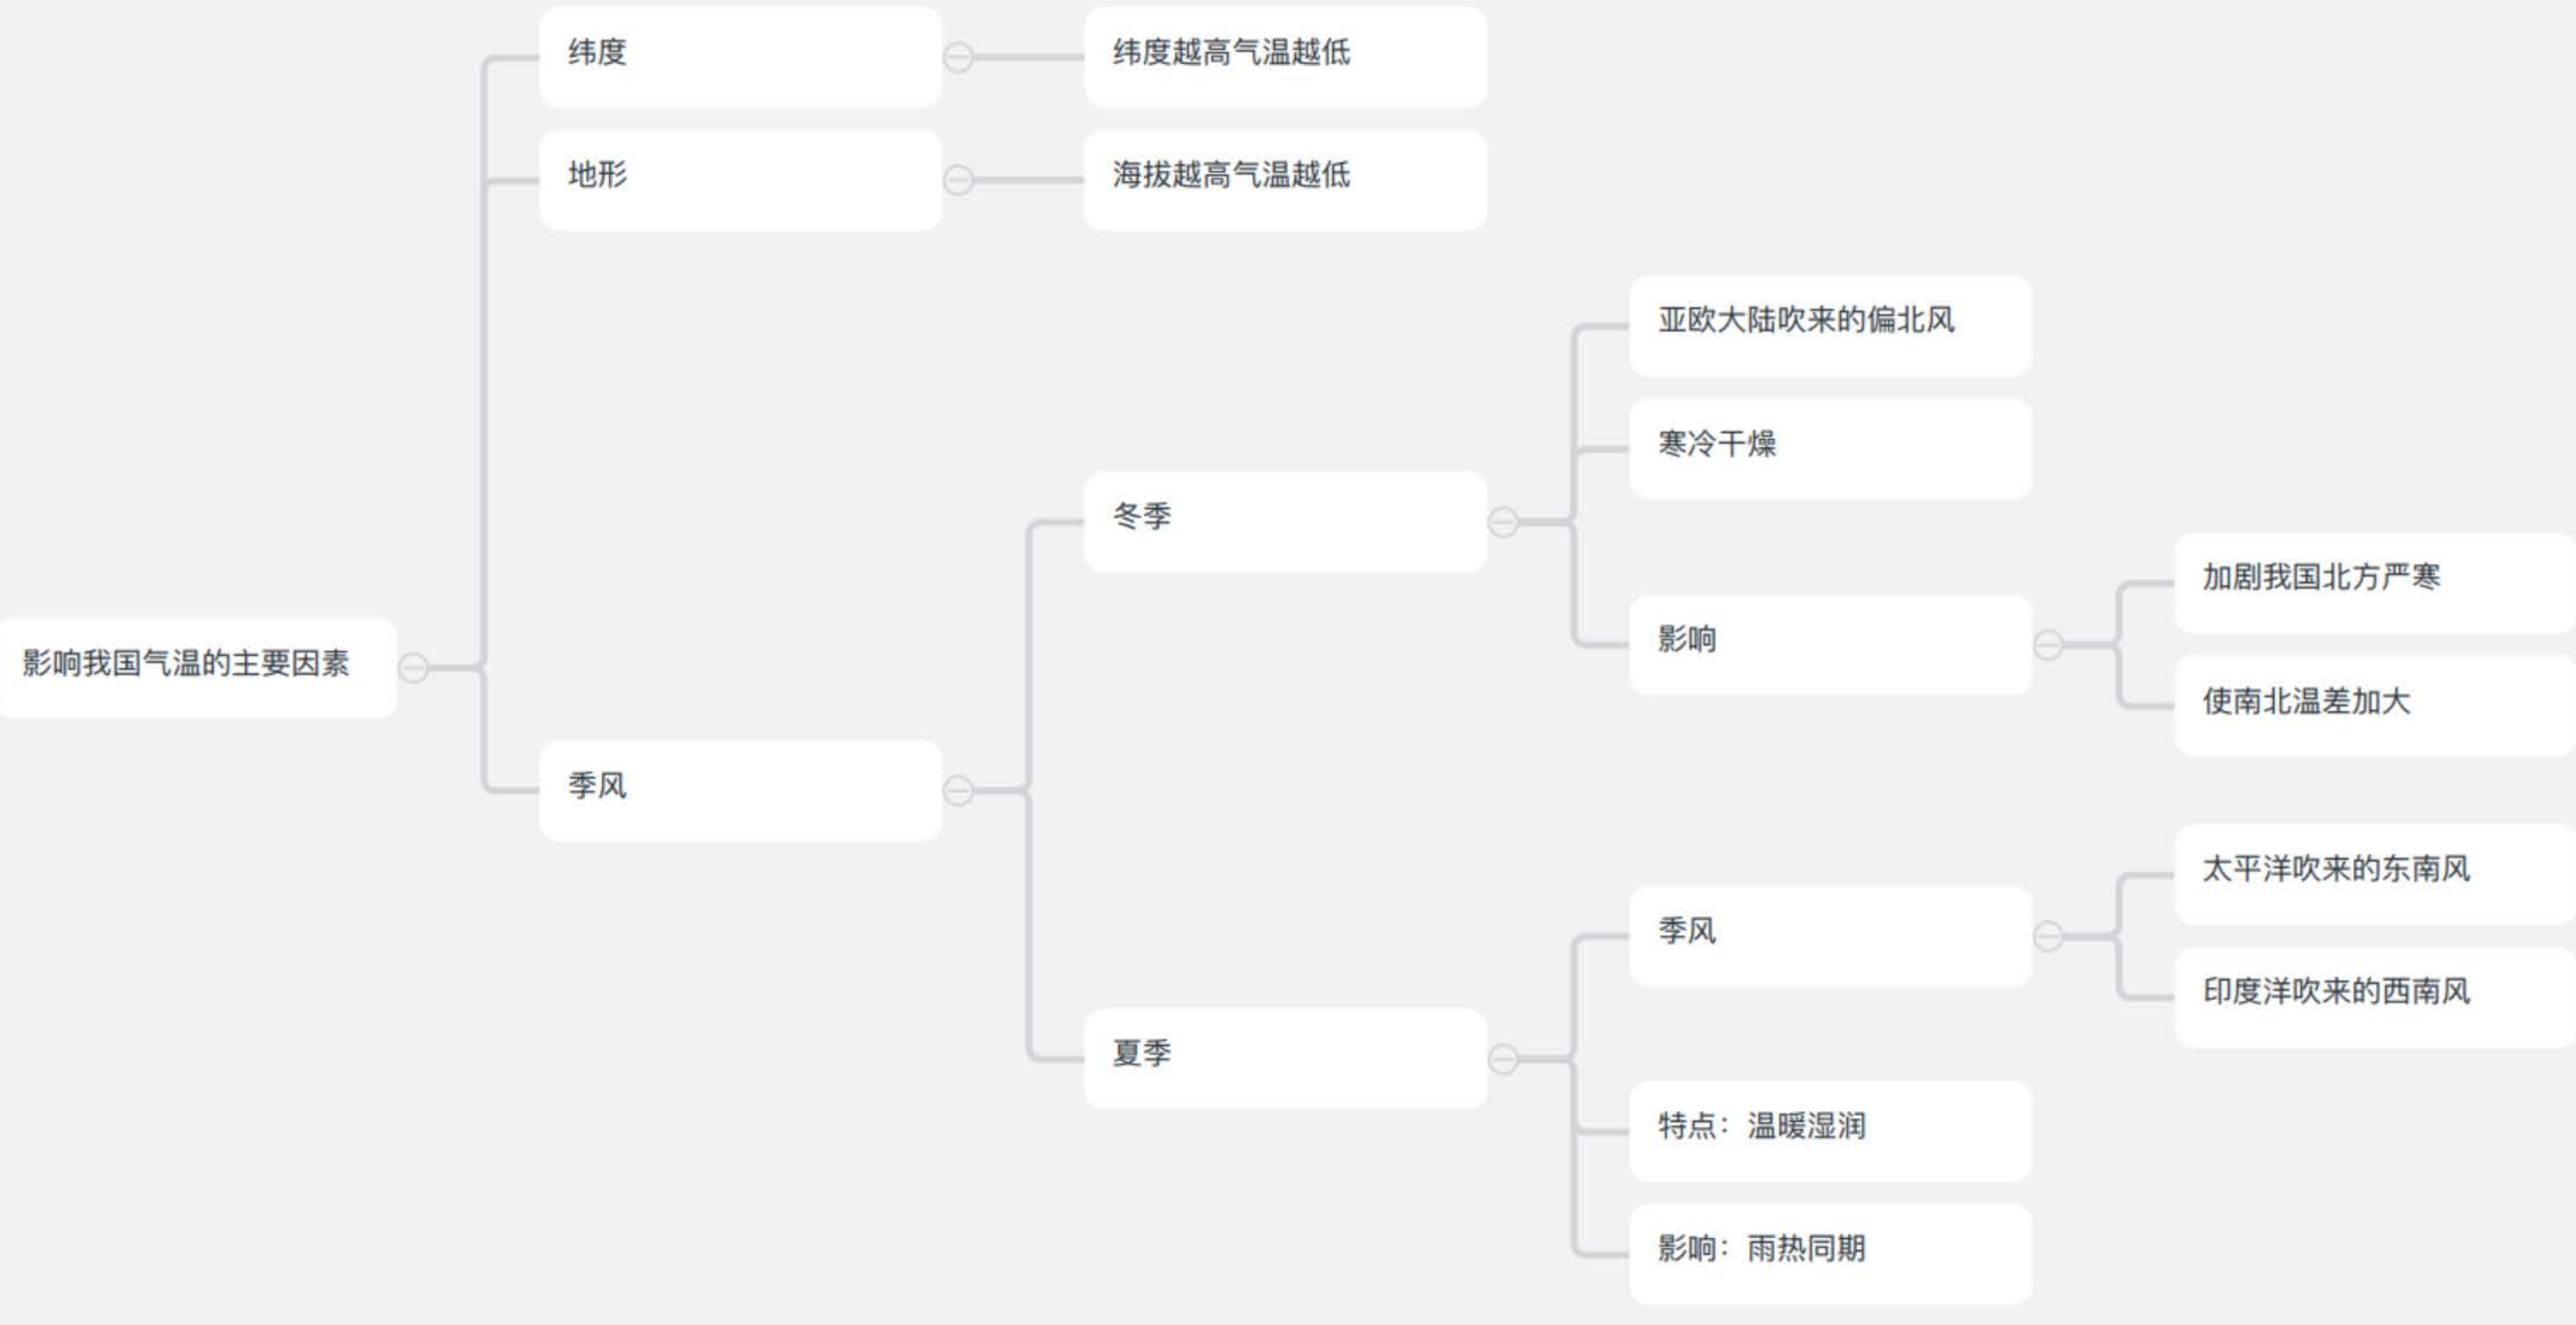 影响我国气温的主要因素
纬度
纬度越高气温越低
地形
海拔越高气温越低
季风
冬季
亚欧大陆吹来的偏北风
寒冷干燥
影响
加剧我国北方严寒
使南北温差加大
夏季
季风
太平洋吹来的东南风
印度洋吹来的西南风
特点：温暖湿润
影响：雨热同期